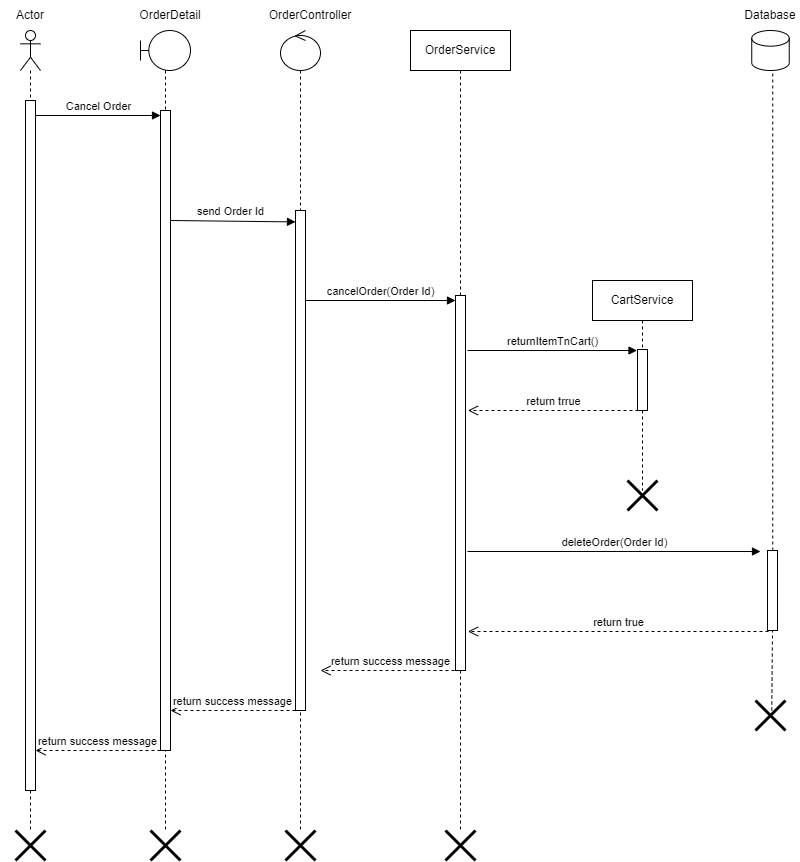 Actor
OrderDetail
OrderController
OrderService
Database
Cancel Order
send Order Id
cancelOrder(Order Id)
CartService
returnItemTnCart()
return trrue
deleteOrder(Order Id)
return true
return success message
return success message
return success message